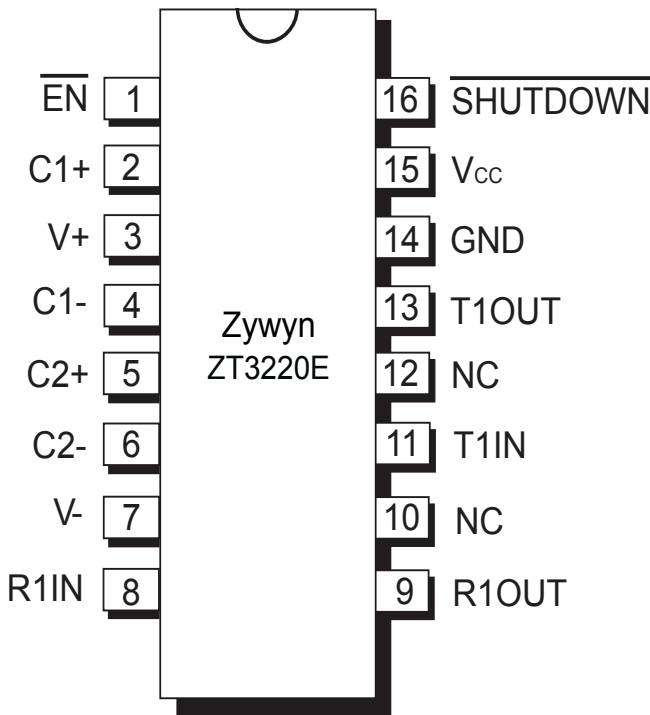 EN 1 16 SHUTDOWN
C1+ 2 15 Vcc
V+ 3 14 GND
C1- 4 13 T1OUT
Zywyn
ZT3220E
C2+ 5 12 NC
C2- 6 11 T1IN
V- 7 10 NC
R1IN 8 9 R1OUT